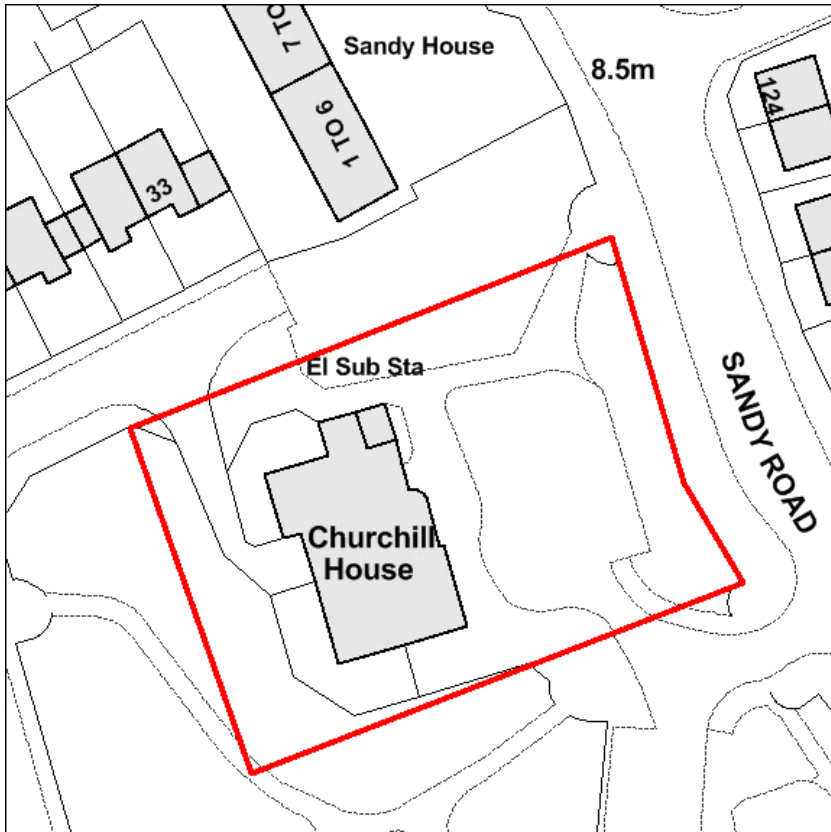 7 TO
Sandy House
8.5m
124
1 TO 6
33
El Sub Sta
SANDY ROAD
Churchill
House